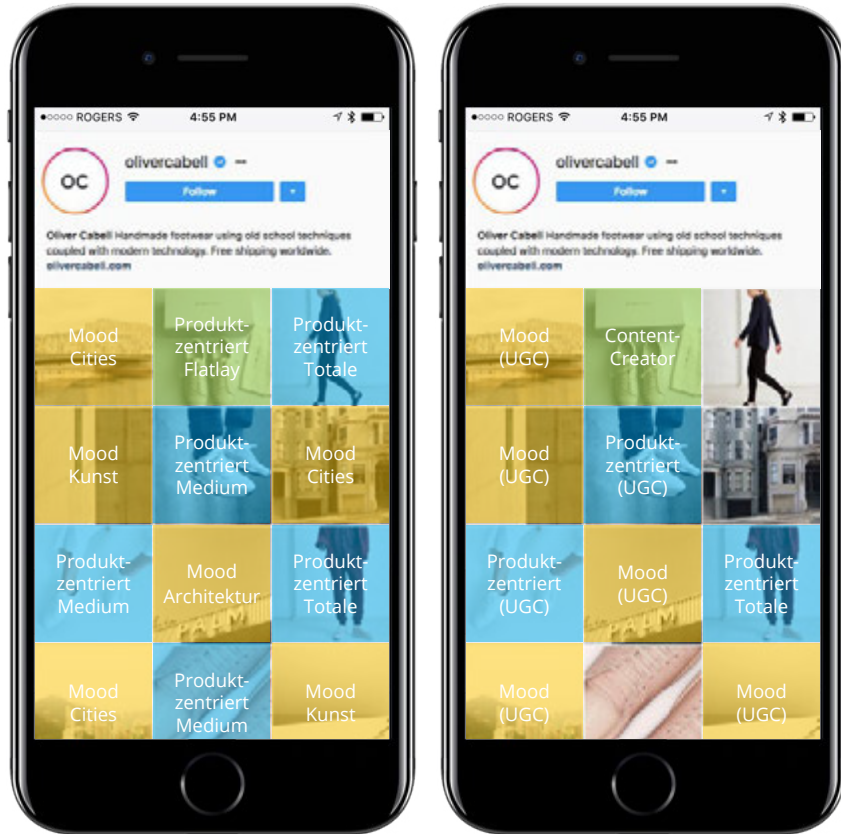 ROGERS 4:55 PM
OC
olivercabell
Follow
Oliver Cabell Handmade footwear using old school techniques
coupled with modern technology. Free shipping worldwide.
olivercabell.com
Mood
Cities
Produkt-
zentriert
Flatlay
Produkt-
zentriert
Totale
Mood
Kunst
Produkt-
zentriert
Medium
Mood
Cities
Produkt-
zentriert
Medium
Mood
Architektur
Produkt-
zentriert
Totale
PALM
Mood
Cities
Produkt-
zentriert
Medium
Mood
Kunst
ROGERS 4:55 PM
OC
olivercabell
Follow
Oliver Cabell Handmade footwear using old school techniques
coupled with modern technology. Free shipping worldwide.
olivercabell.com
Mood
(UGC)
Content-
Creator
Mood
(UGC)
Produkt-
zentriert
(UGC)
Produkt-
zentriert
(UGC)
Mood
(UGC)
Produkt-
zentriert
Totale
PALM
Mood
(UGC)
Mood
(UGC)